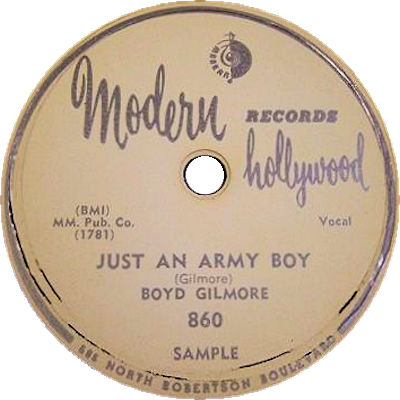 MODERN
Modern RECORDS
hollywood
(BMI)
MM. Pub. Co.
(1781)
Vocal
JUST AN ARMY BOY
(Gilmore)
BOYD GILMORE
860
SAMPLE
NORTH ROBERTSON BOULEVARD